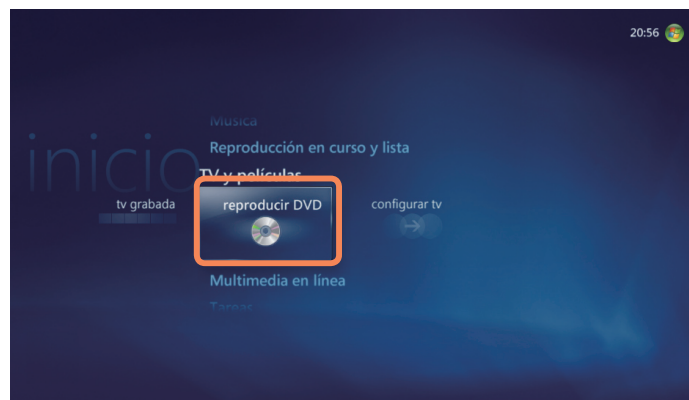 20:56
Musica
inicio
Reproducción en curso y lista
TV y películas
tv grabada
reproducir DVD
configurar tv
Multimedia en línea
Tareas